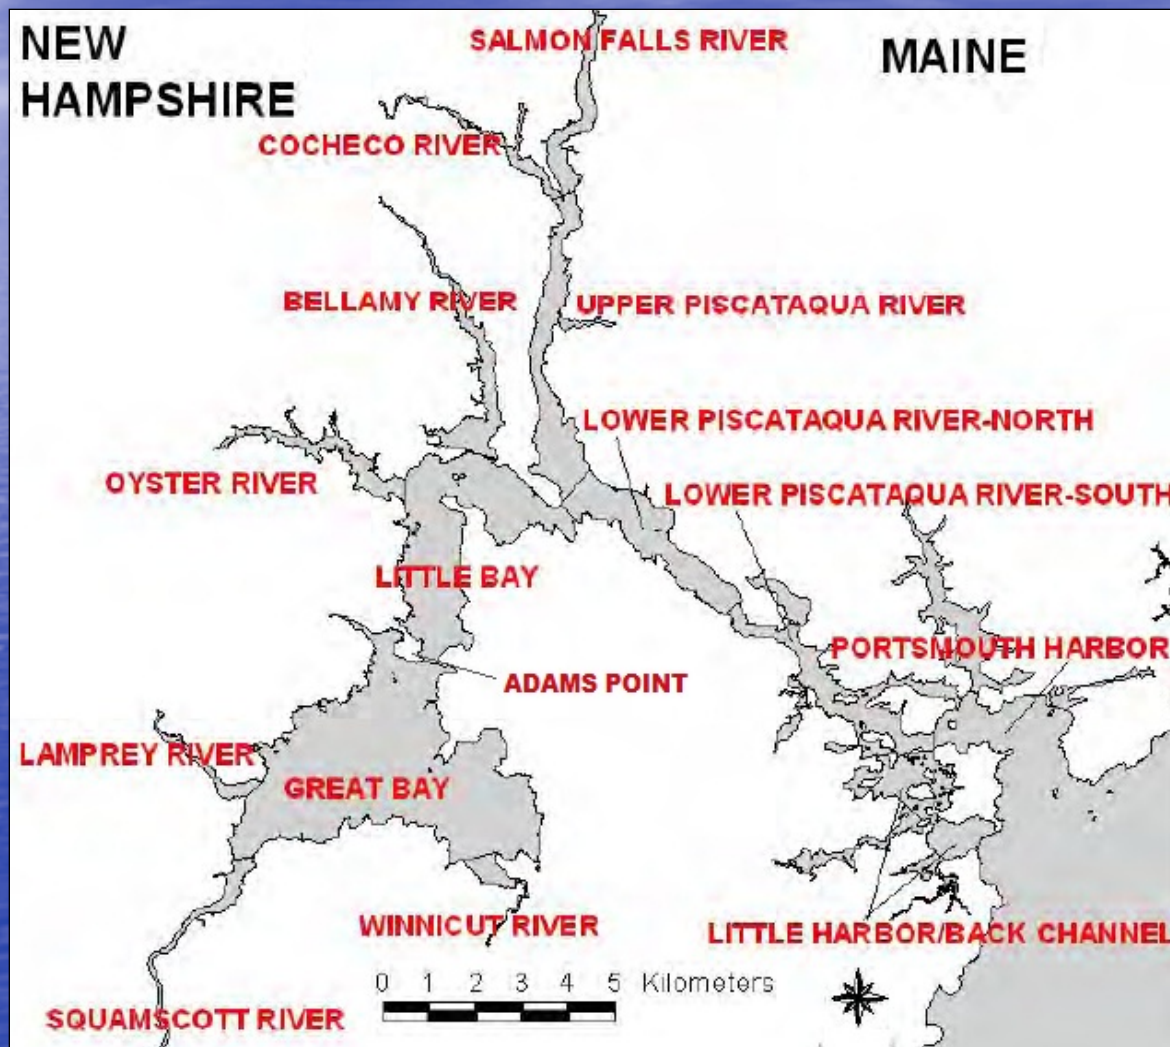 NEW
HAMPSHIRE
SALMON FALLS RIVER
MAINE
COCHECO RIVER
BELLAMY RIVER
UPPER PISCATAQUA RIVER
LOWER PISCATAQUA RIVER-NORTH
OYSTER RIVER
LOWER PISCATAQUA RIVER-SOUTH
LITTLE BAY
PORTSMOUTH HARBOR
ADAMS POINT
LAMPREY RIVER
GREAT BAY
WINNICUT RIVER
LITTLE HARBOR/BACK CHANNEL
0 1 2 3 4 5 Kilometers
SQUAMSCOTT RIVER